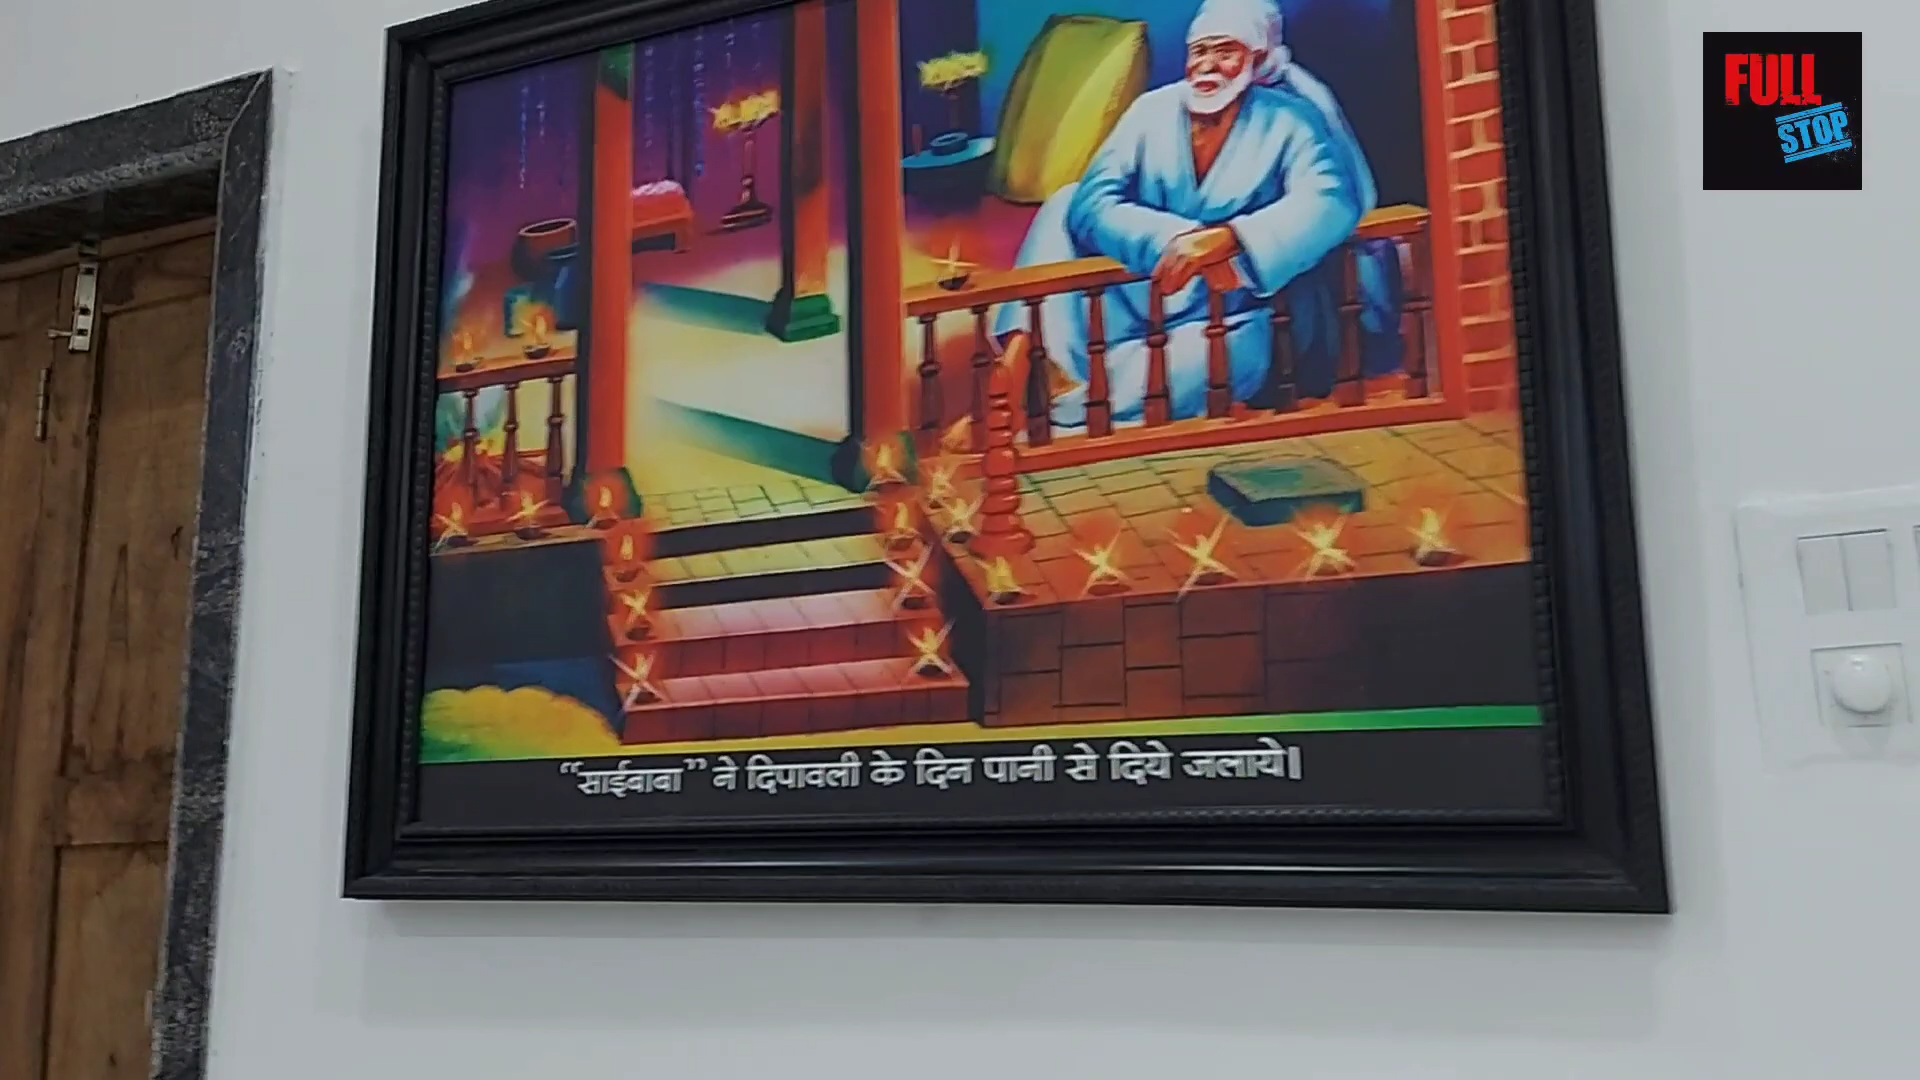 FULL
STOP
“साईबाबा” ने दिपावली के दिन पानी से दिये जलाये।